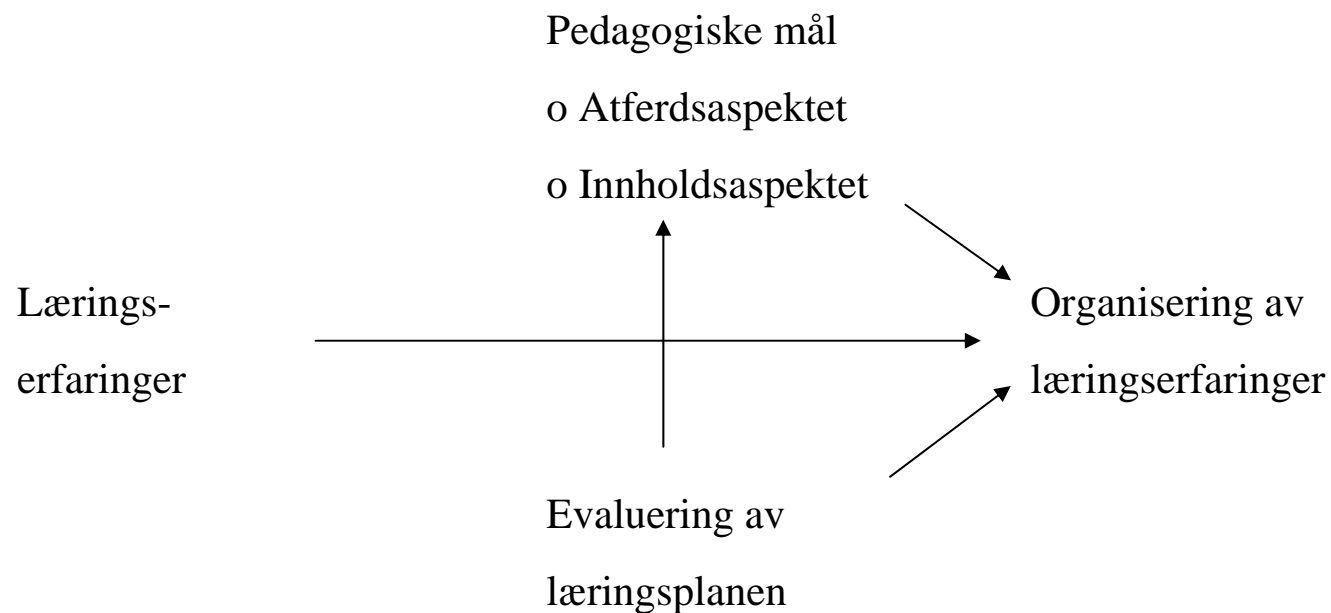 Pedagogiske mål
o Atferdsaspektet
o Innholdsaspektet
Lærings-
erfaringer
Organisering av
læringserfaringer
Evaluering av
læringsplanen